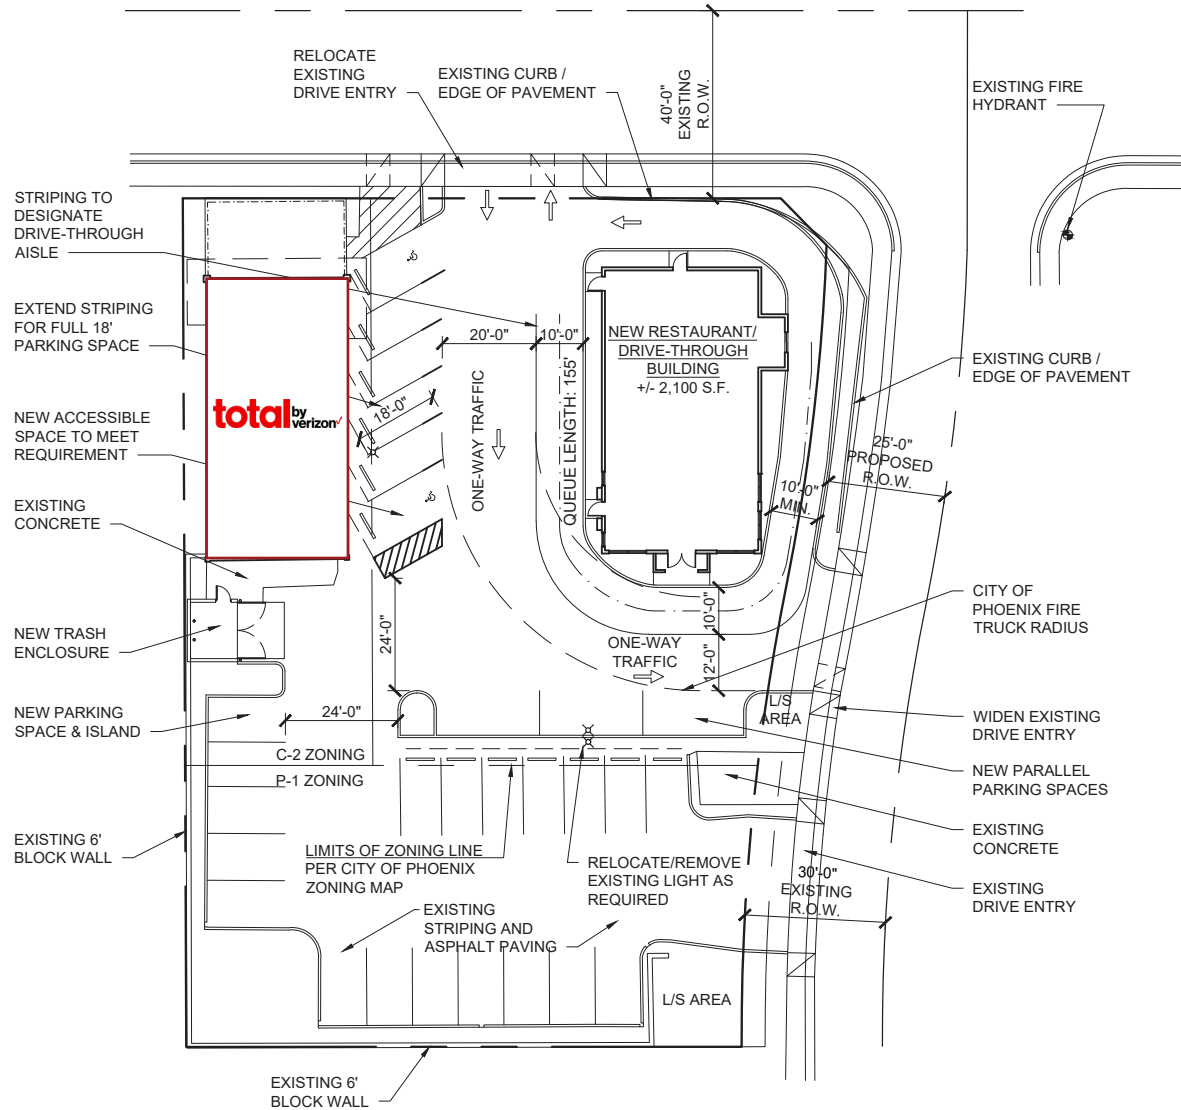 RELOCATE
EXISTING
DRIVE ENTRY
EXISTING CURB /
EDGE OF PAVEMENT
40'-0"
EXISTING
R.O.W.
EXISTING FIRE
HYDRANT
STRIPING TO
DESIGNATE
DRIVE-THROUGH
AISLE
EXTEND STRIPING
FOR FULL 18'
PARKING SPACE
NEW ACCESSIBLE
SPACE TO MEET
REQUIREMENT
EXISTING
CONCRETE
NEW TRASH
ENCLOSURE
NEW PARKING
SPACE & ISLAND
EXISTING 6'
BLOCK WALL
total by
verizon
18'-0"
20'-0"
10'-0"
ONE-WAY TRAFFIC
QUEUE LENGTH: 155'
NEW RESTAURANT/
DRIVE-THROUGH
BUILDING
+/- 2,100 S.F.
EXISTING CURB /
EDGE OF PAVEMENT
25'-0"
PROPOSED
R.O.W.
10'-0"
MIN.
CITY OF
PHOENIX FIRE
TRUCK RADIUS
24'-0"
10'-0"
12'-0"
ONE-WAY
TRAFFIC
L/S
AREA
24'-0"
C-2 ZONING
P-1 ZONING
WIDEN EXISTING
DRIVE ENTRY
NEW PARALLEL
PARKING SPACES
EXISTING
CONCRETE
EXISTING
DRIVE ENTRY
LIMITS OF ZONING LINE
PER CITY OF PHOENIX
ZONING MAP
RELOCATE/REMOVE
EXISTING LIGHT AS
REQUIRED
30'-0"
EXISTING
R.O.W.
EXISTING
STRIPING AND
ASPHALT PAVING
L/S AREA
EXISTING 6'
BLOCK WALL